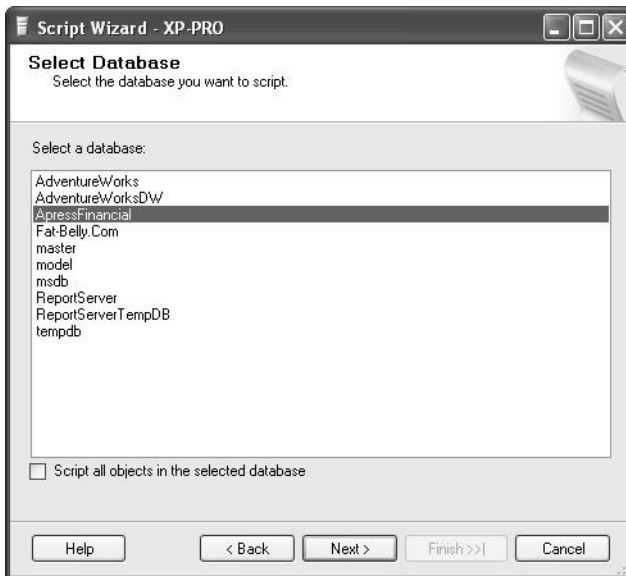 Script Wizard - XP-PRO
Select Database
Select the database you want to script.
Select a database:
AdventureWorks
AdventureWorksDW
ApressFinancial
Fat-Belly.Com
master
model
msdb
ReportServer
ReportServerTempDB
tempdb
Script all objects in the selected database
Help < Back Next > Finish >>| Cancel